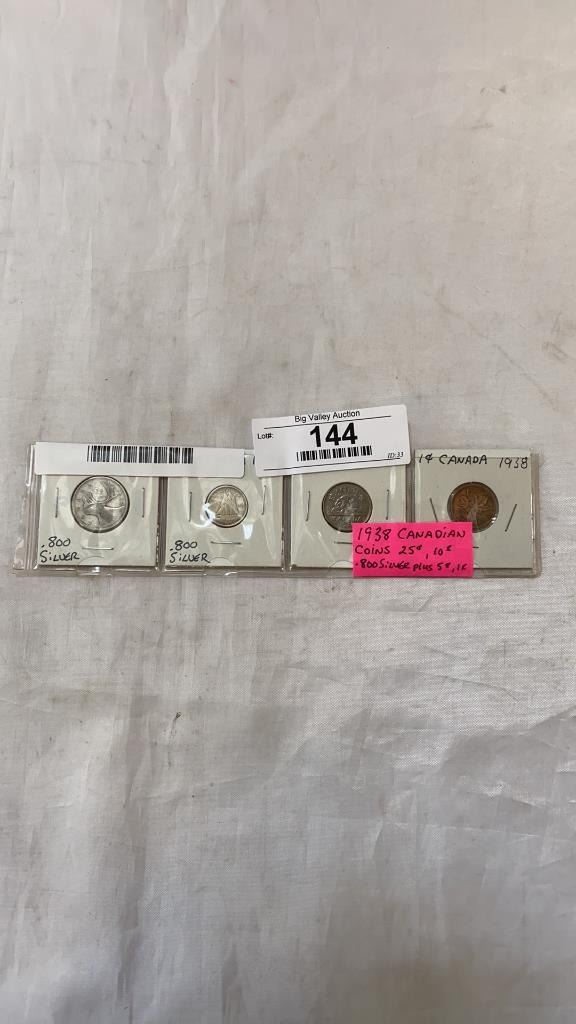 Big Valley Auction
Lot#: 144
ID:33
1¢ CANADA 1938
.800
SILVER
.800
SILVER
1938 CANADIAN
COINS 25¢, 10¢
.800 SILVER plus 5¢, 1¢